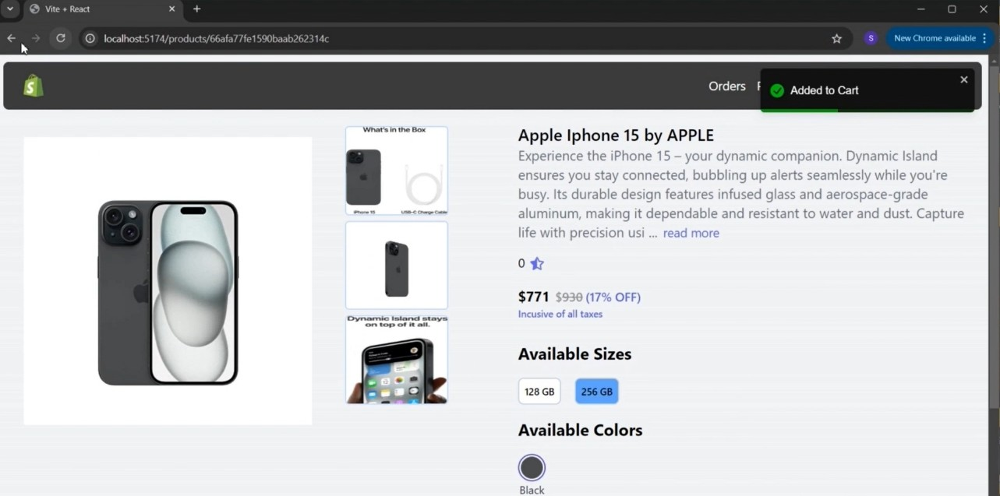 Vite + React
localhost:5174/products/66afa77fe1590baab262314c
S
New Chrome available
Orders
Added to Cart
What's in the Box
iPhone 15 USB-C Charge Cable
Dynamic Island stays
on top of it all.
Apple Iphone 15 by APPLE
Experience the iPhone 15 – your dynamic companion. Dynamic Island
ensures you stay connected, bubbling up alerts seamlessly while you're
busy. Its durable design features infused glass and aerospace-grade
aluminum, making it dependable and resistant to water and dust. Capture
life with precision usi ... read more
0
$771 $930 (17% OFF)
Incusive of all taxes
Available Sizes
128 GB 256 GB
Available Colors
Black